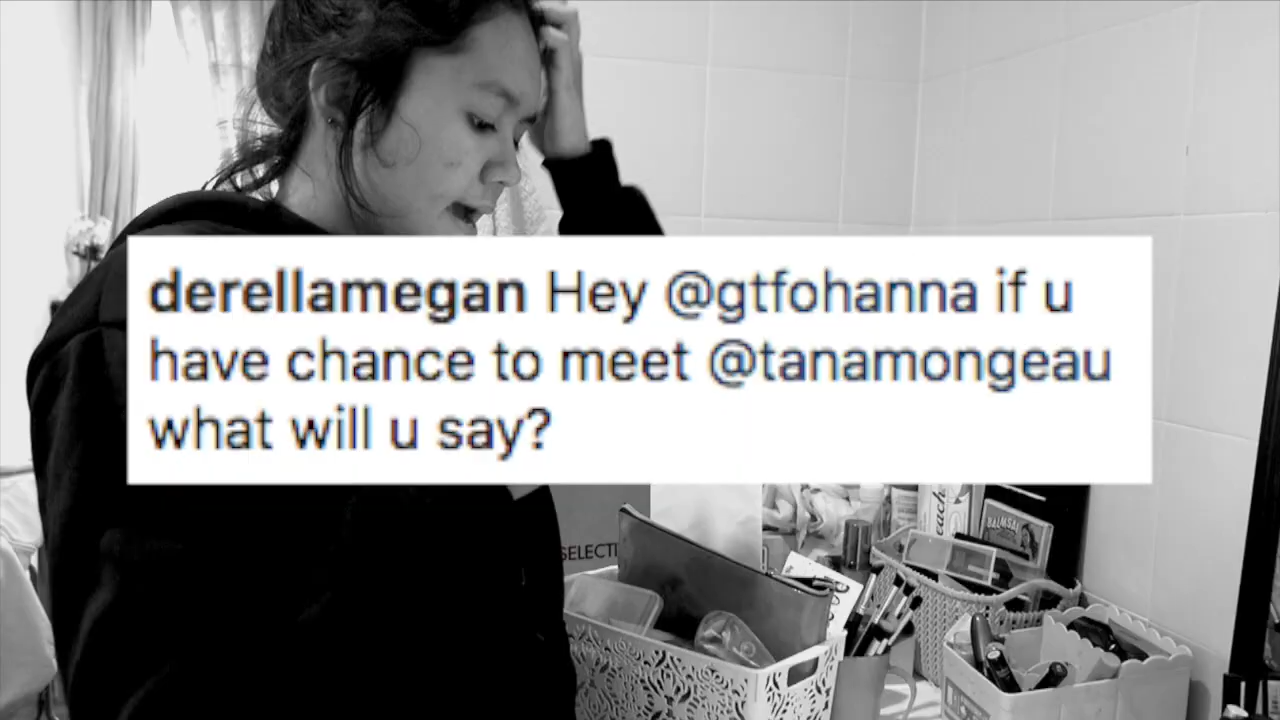 derellamegan Hey @gtfohanna if u
have chance to meet @tanamongeau
what will u say?
SELECTI
BALMSAI